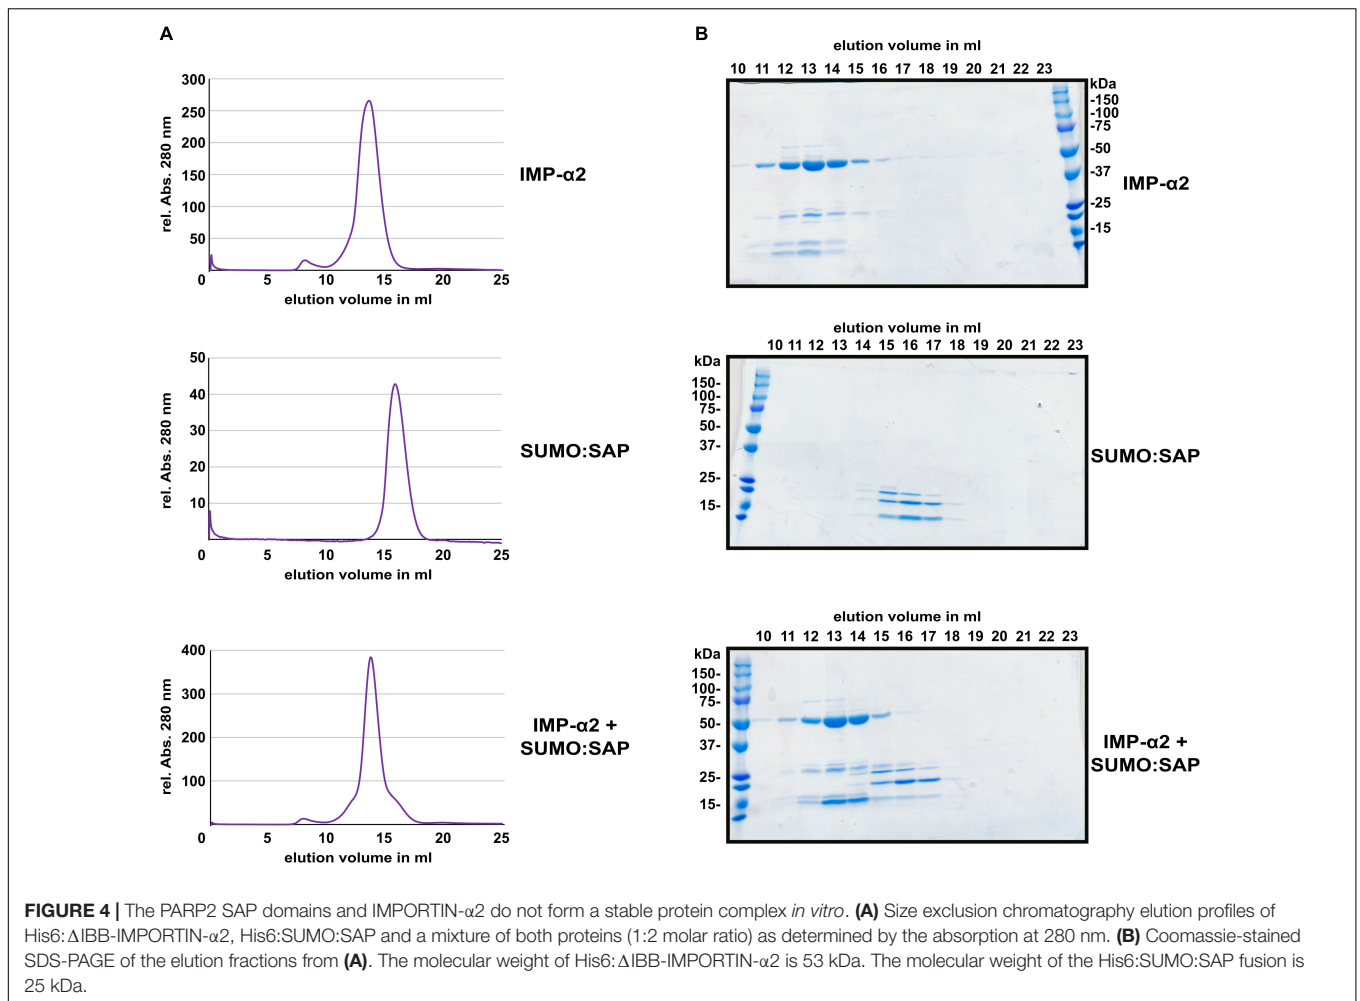 A
300
250
200
150
100
50
0
5
10
15
20
25
rel. Abs. 280 nm
elution volume in ml
IMP-α2
50
40
30
20
10
0
5
10
15
20
25
rel. Abs. 280 nm
elution volume in ml
SUMO:SAP
400
300
200
100
0
5
10
15
20
25
rel. Abs. 280 nm
elution volume in ml
IMP-α2 +
SUMO:SAP
B
elution volume in ml
10 11 12 13 14 15 16 17 18 19 20 21 22 23
kDa
-150
-100
-75
-50
-37
-25
-15
IMP-α2
elution volume in ml
10 11 12 13 14 15 16 17 18 19 20 21 22 23
kDa
150-
100-
75-
50-
37-
25-
15-
SUMO:SAP
elution volume in ml
10 11 12 13 14 15 16 17 18 19 20 21 22 23
kDa
150-
100-
75-
50-
37-
25-
15-
IMP-α2 +
SUMO:SAP
FIGURE 4 | The PARP2 SAP domains and IMPORTIN-α2 do not form a stable protein complex in vitro. (A) Size exclusion chromatography elution profiles of
His6:ΔIBB-IMPORTIN-α2, His6:SUMO:SAP and a mixture of both proteins (1:2 molar ratio) as determined by the absorption at 280 nm. (B) Coomassie-stained
SDS-PAGE of the elution fractions from (A). The molecular weight of His6:ΔIBB-IMPORTIN-α2 is 53 kDa. The molecular weight of the His6:SUMO:SAP fusion is
25 kDa.